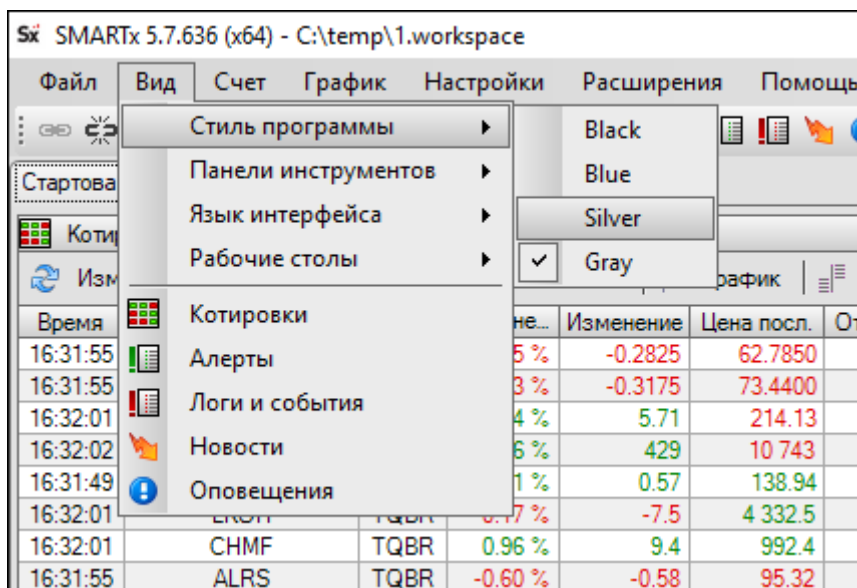 SMARTx 5.7.636 (x64) - C:\temp\1.workspace
Файл Вид Счет График Настройки Расширения Помощь
Стиль программы
Панели инструментов
Язык интерфейса
Рабочие столы
Котировки
Алерты
Логи и события
Новости
Оповещения
Black
Blue
Silver
Gray
Время Изменение Цена посл.
16:31:55 -0.2825 62.7850
16:31:55 -0.3175 73.4400
16:32:01 5.71 214.13
16:32:02 429 10 743
16:31:49 0.57 138.94
16:32:01 TQBR -7.5 4 332.5
16:32:01 CHMF TQBR 0.96 % 9.4 992.4
16:31:55 ALRS TQBR -0.60 % -0.58 95.32